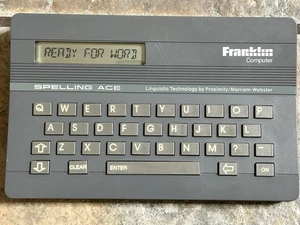 READY FOR WORD
Franklin
Computer
SPELLING ACE
Linguistic Technology by Proximity/Merriam-Webster
Q W E R T Y U I O P
A S D F G H J K L
Z X C V B N M ? -
CLEAR ENTER ON